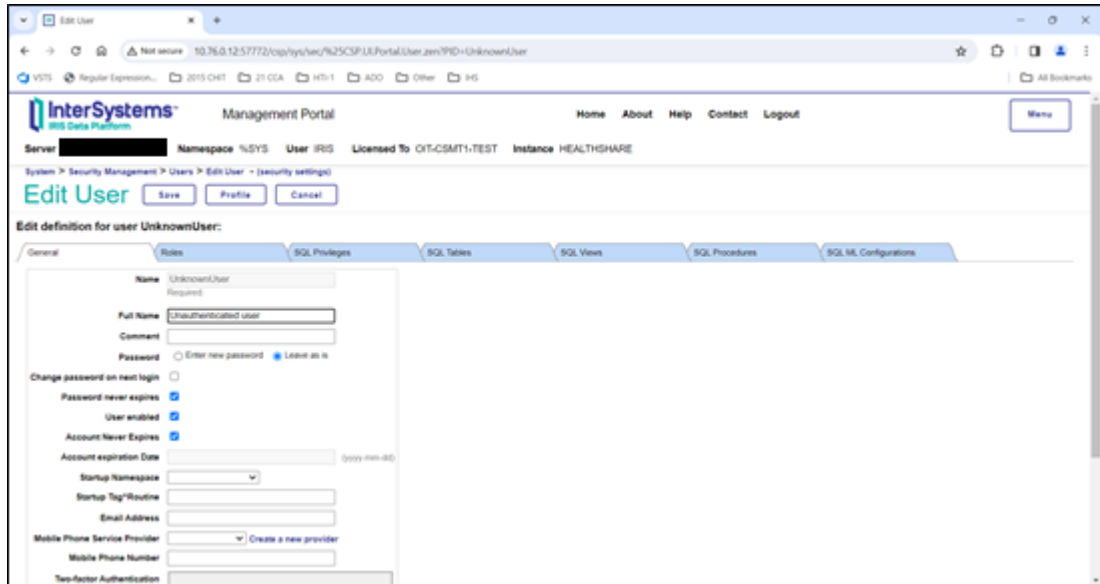 Edit User
Not secure 10.76.0.12:57772/csp/sys/sec/%25CSP.UI.Portal.User.zen?PID=UnknownUser
VSTS Regular Expression... 2015 CHIT 21 CCA HTI-1 ADO Other IHS All Bookmarks
InterSystems™ Management Portal Home About Help Contact Logout Menu
IRIS Data Platform
Server Namespace %SYS User IRIS Licensed To OIT-CSMT1-TEST Instance HEALTHSHARE
System > Security Management > Users > Edit User - (security settings)
Edit User Save Profile Cancel
Edit definition for user UnknownUser:
General Roles SQL Privileges SQL Tables SQL Views SQL Procedures SQL ML Configurations
Name UnknownUser
Required.
Full Name Unauthenticated user
Comment
Password Enter new password Leave as is
Change password on next login
Password never expires
User enabled
Account Never Expires
Account expiration Date (yyyy-mm-dd)
Startup Namespace
Startup Tag^Routine
Email Address
Mobile Phone Service Provider Create a new provider
Mobile Phone Number
Two-factor Authentication